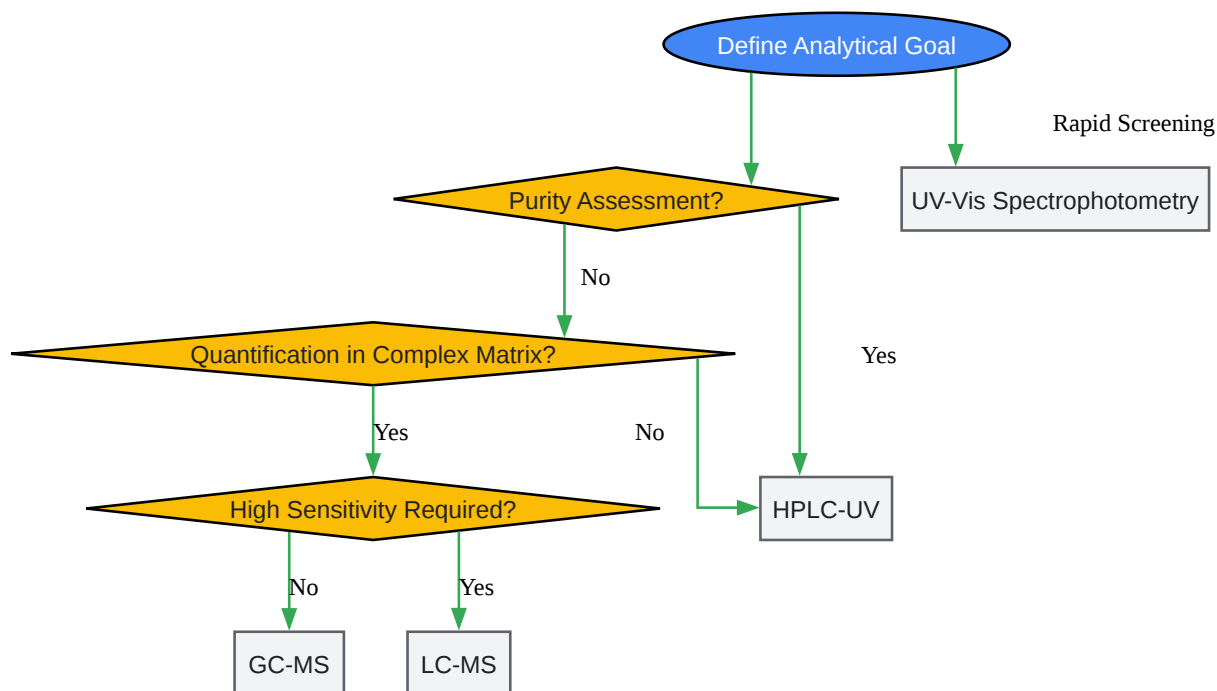 Define Analytical Goal
Rapid Screening
Purity Assessment?
UV-Vis Spectrophotometry
No
Quantification in Complex Matrix?
Yes
Yes
No
High Sensitivity Required?
HPLC-UV
No
Yes
GC-MS
LC-MS